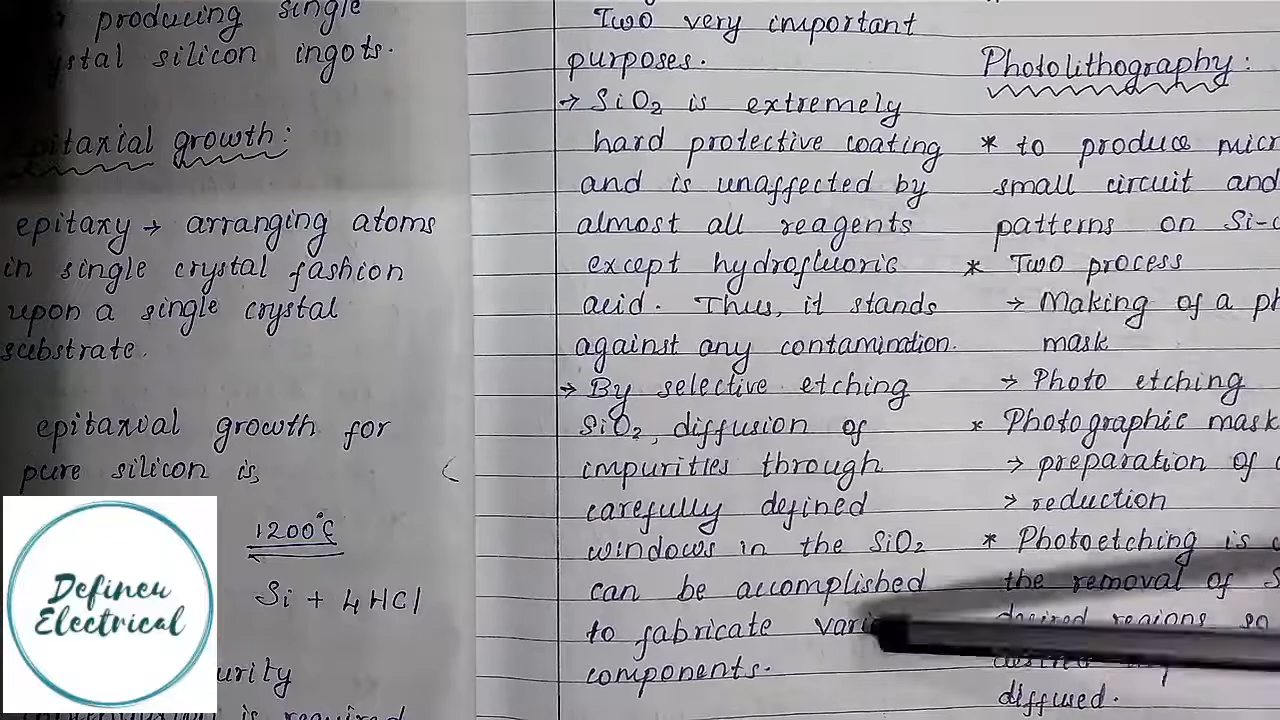 producing single
silicon ingots.
growth:
epitaxy → arranging atoms
in single crystal fashion
upon a single crystal
substrate.
epitaxial growth for
pure silicon is,
1200°C
Si + 4HCl
is required
Two very important
purposes.
→ SiO2 is extremely
hard protective coating
and is unaffected by
almost all reagents
except hydrofluoric
acid. Thus, it stands
against any contamination.
→ By selective etching
SiO2, diffusion of
impurities through
carefully defined
windows in the SiO2
can be accomplished
to fabricate
components.
Photolithography:
* to produce
small circuit and
patterns on
* Two process
→ Making of a
mask
→ Photo etching
* Photographic mask
→ preparation of
→ reduction
* Photoetching is
the removal of
regions so
diffused.
Defineu
Electrical